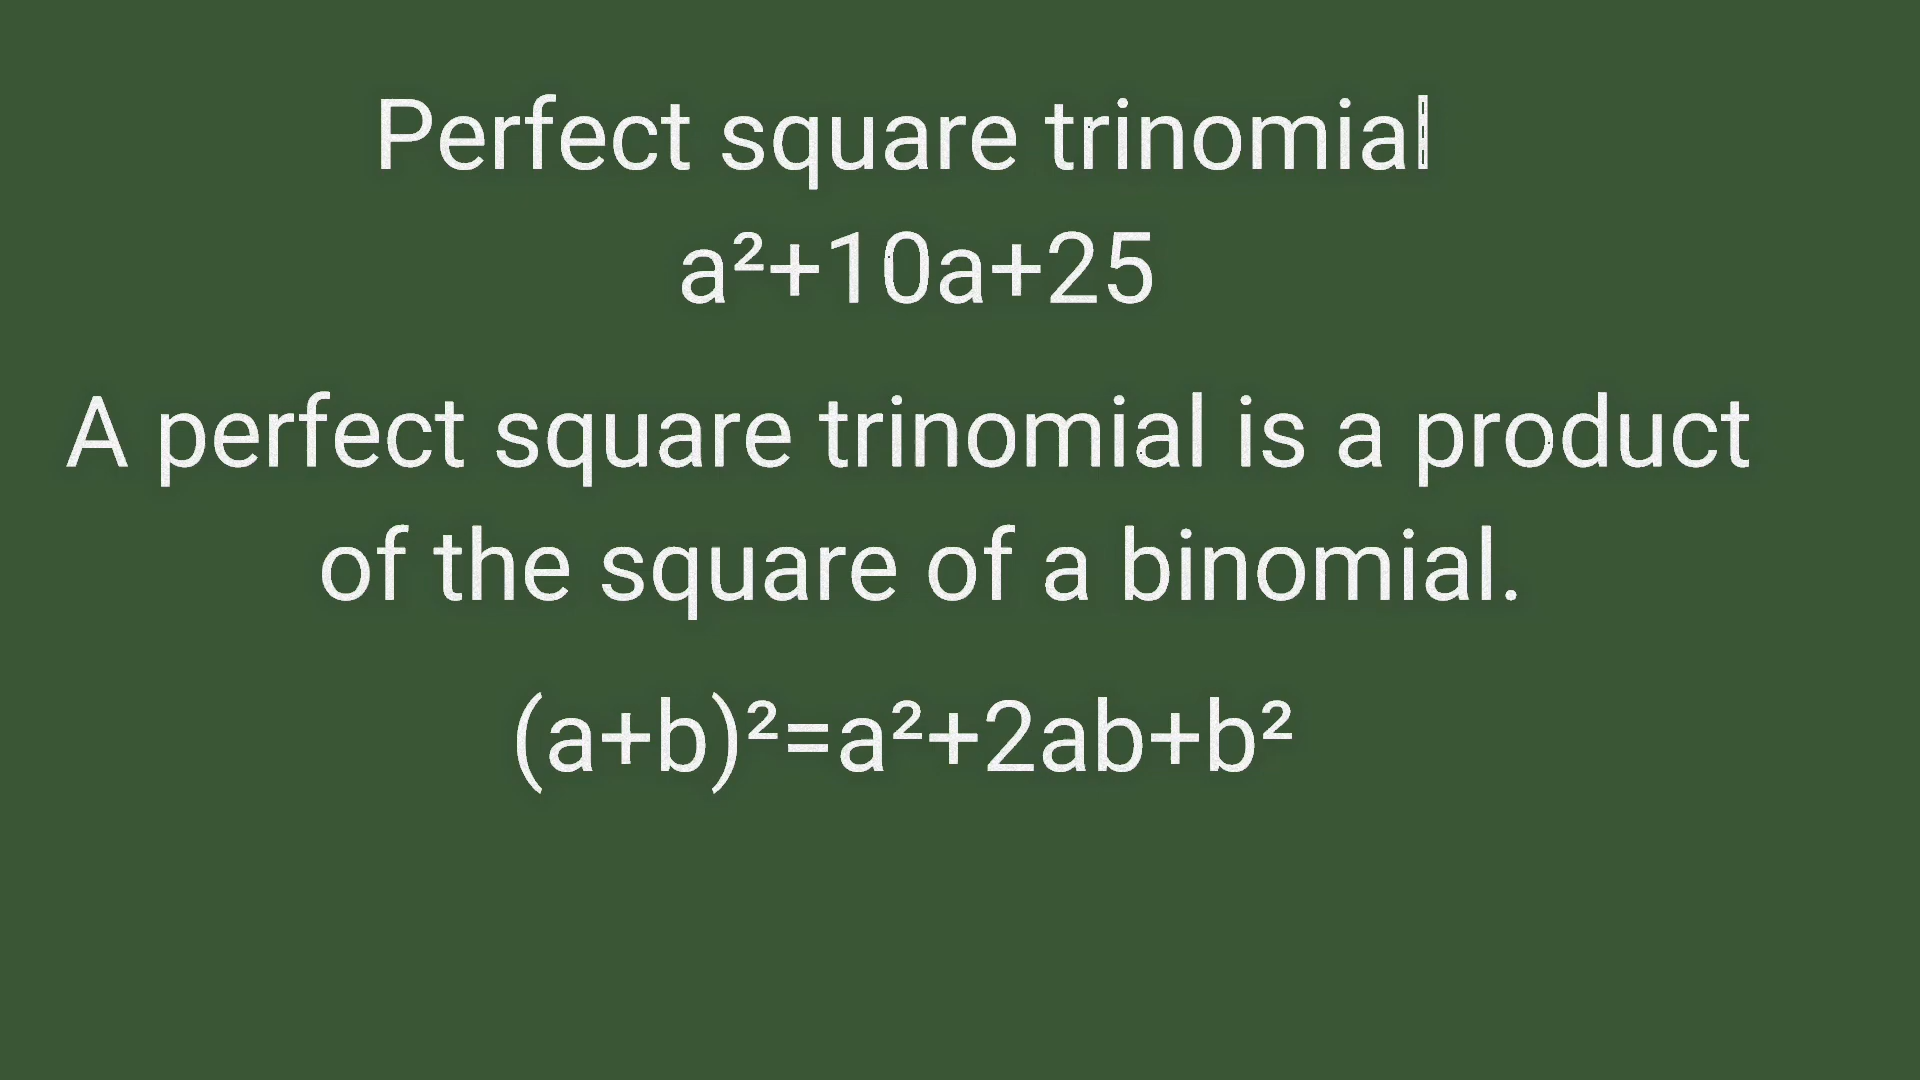 Perfect square trinomial
a²+10a+25
A perfect square trinomial is a product
of the square of a binomial.
(a+b)²=a²+2ab+b²